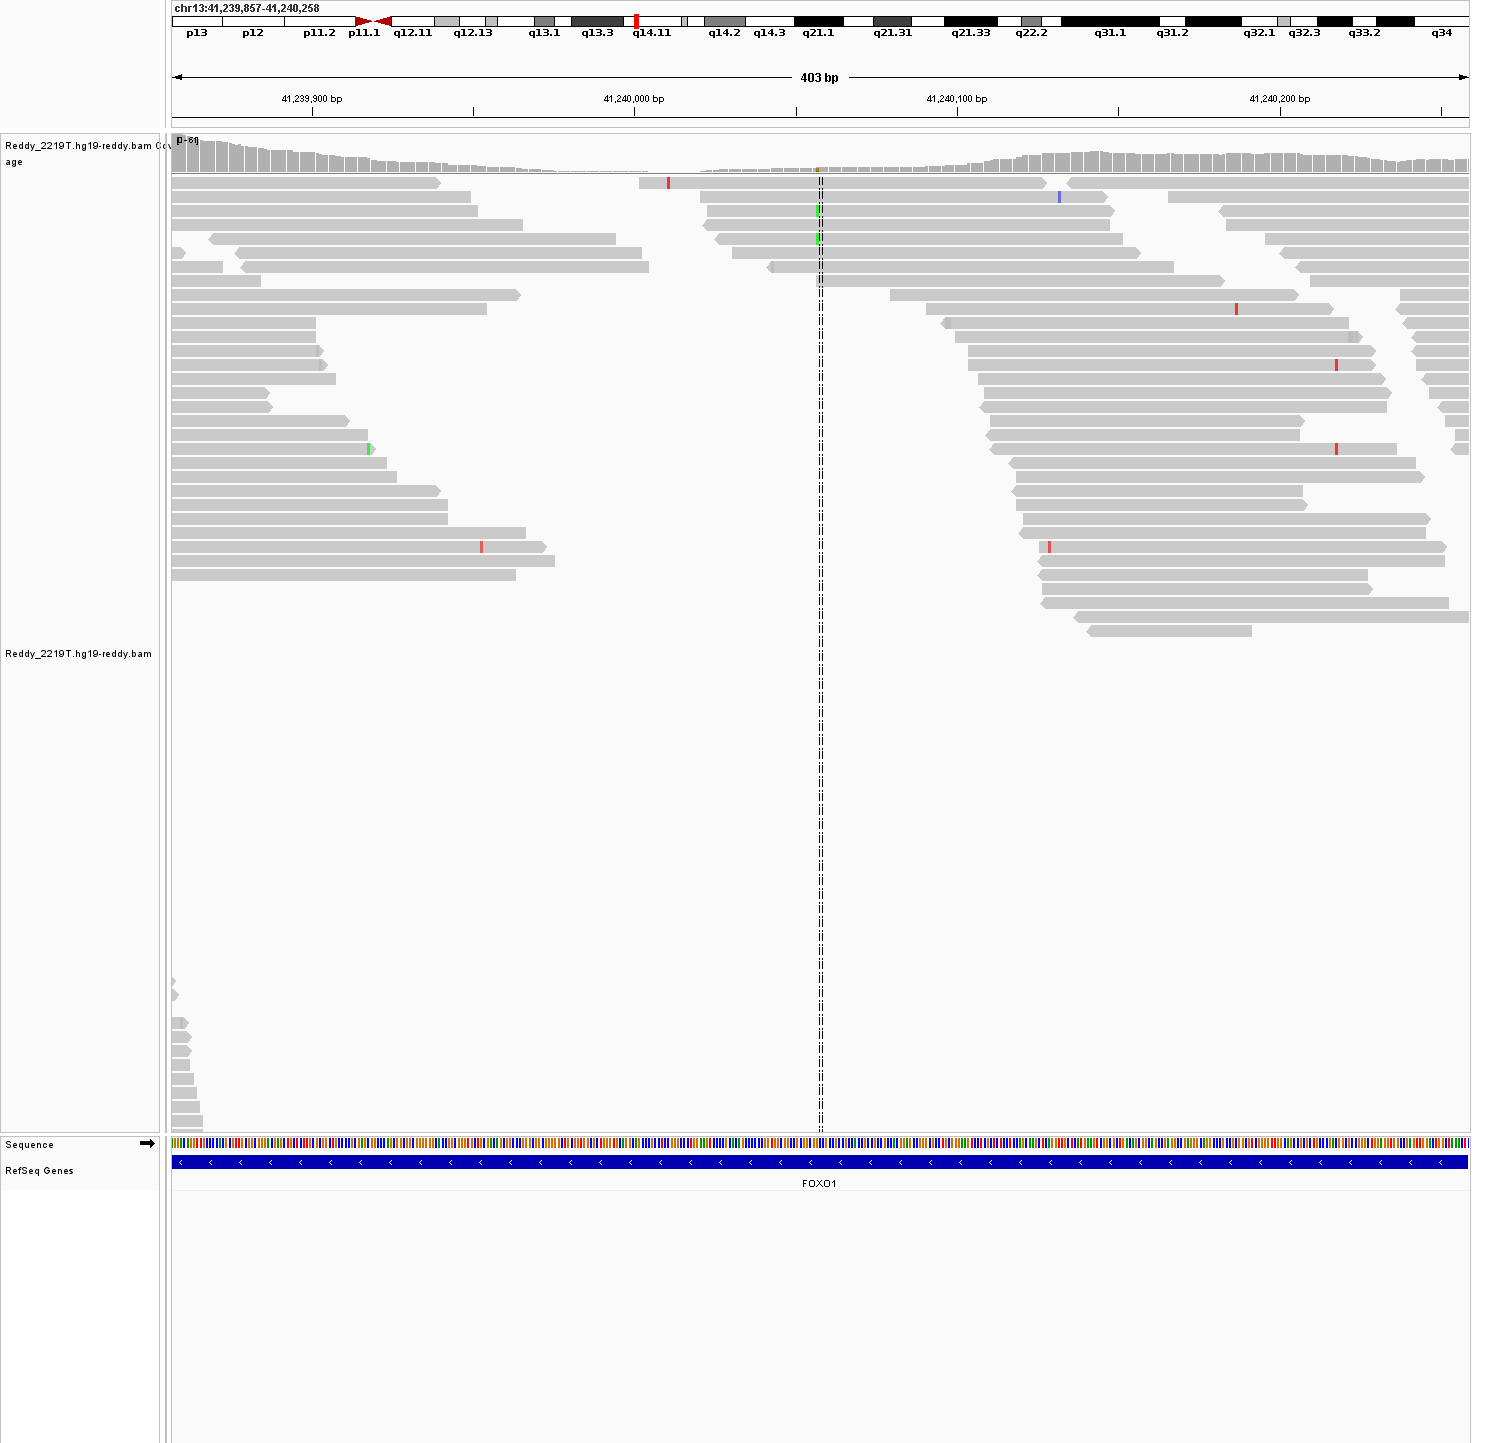 chr13:41,239,857-41,240,258
p13 p12 p11.2 p11.1 q12.11 q12.13 q13.1 q13.3 q14.11 q14.2 q14.3 q21.1 q21.31 q21.33 q22.2 q31.1 q31.2 q32.1 q32.3 q33.2 q34
403 bp
41,239,900 bp 41,240,000 bp 41,240,100 bp 41,240,200 bp
Reddy_2219T.hg19-reddy.bam Cov
age
[0-61]
Reddy_2219T.hg19-reddy.bam
Sequence
RefSeq Genes
FOXO1